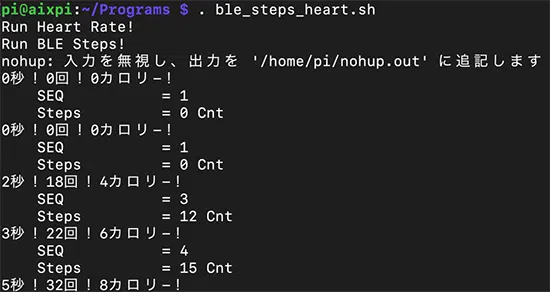 pi@aixpi:~/Programs $ . ble_steps_heart.sh
Run Heart Rate!
Run BLE Steps!
nohup: 入力を無視し、出力を '/home/pi/nohup.out' に追記します
0秒！0回！0カロリー！
    SEQ          = 1
    Steps        = 0 Cnt
0秒！0回！0カロリー！
    SEQ          = 1
    Steps        = 0 Cnt
2秒！18回！4カロリー！
    SEQ          = 3
    Steps        = 12 Cnt
3秒！22回！6カロリー！
    SEQ          = 4
    Steps        = 15 Cnt
5秒！32回！8カロリー！